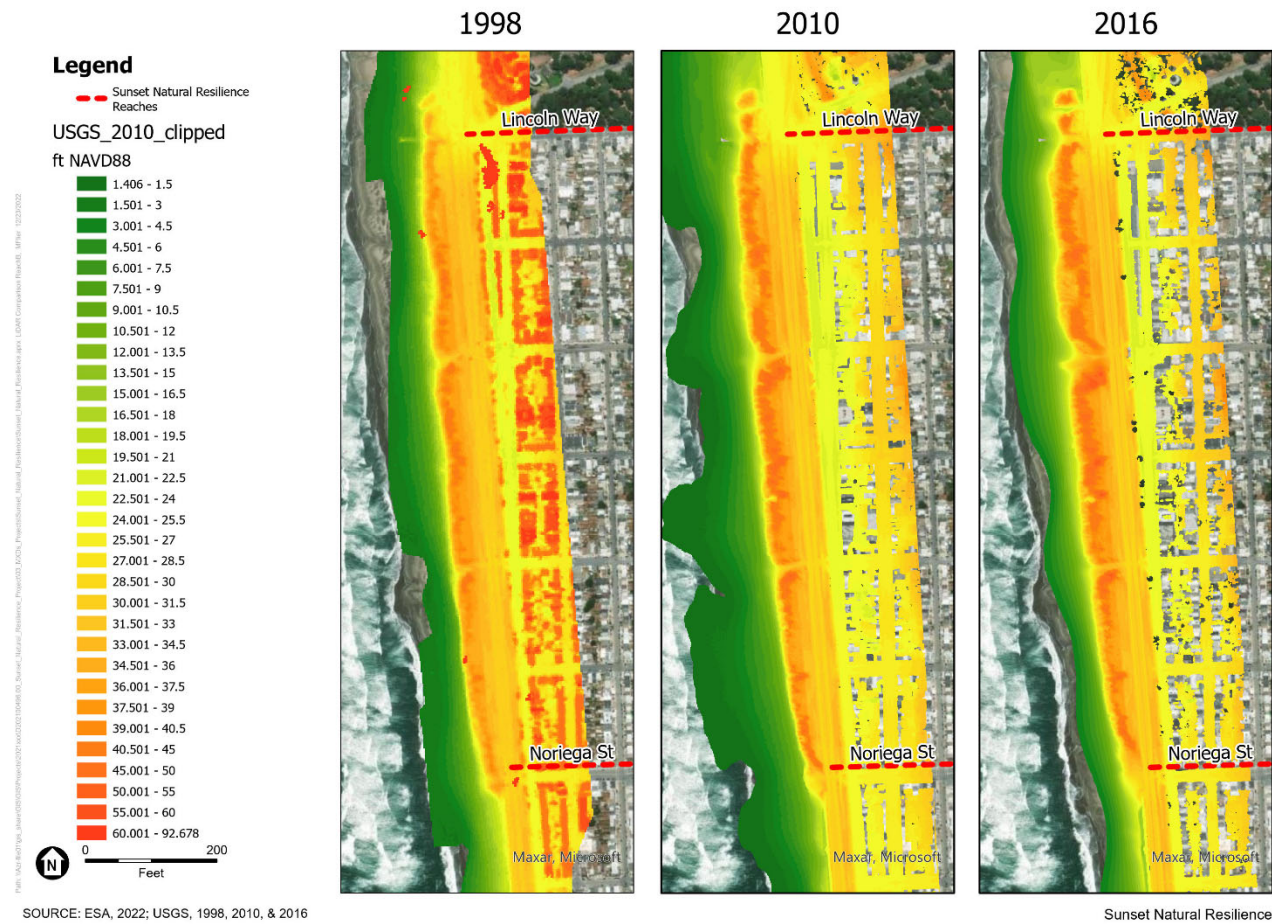 1998
2010
2016
Legend
Sunset Natural Resilience
Reaches
USGS_2010_clipped
ft NAVD88
1.406 - 1.5
1.501 - 3
3.001 - 4.5
4.501 - 6
6.001 - 7.5
7.501 - 9
9.001 - 10.5
10.501 - 12
12.001 - 13.5
13.501 - 15
15.001 - 16.5
16.501 - 18
18.001 - 19.5
19.501 - 21
21.001 - 22.5
22.501 - 24
24.001 - 25.5
25.501 - 27
27.001 - 28.5
28.501 - 30
30.001 - 31.5
31.501 - 33
33.001 - 34.5
34.501 - 36
36.001 - 37.5
37.501 - 39
39.001 - 40.5
40.501 - 45
45.001 - 50
50.001 - 55
55.001 - 60
60.001 - 92.678
N
0 200
Feet
Lincoln Way
Noriega St
Maxar, Microsoft
Lincoln Way
Noriega St
Maxar, Microsoft
Lincoln Way
Noriega St
Maxar, Microsoft
SOURCE: ESA, 2022; USGS, 1998, 2010, & 2016
Sunset Natural Resilience